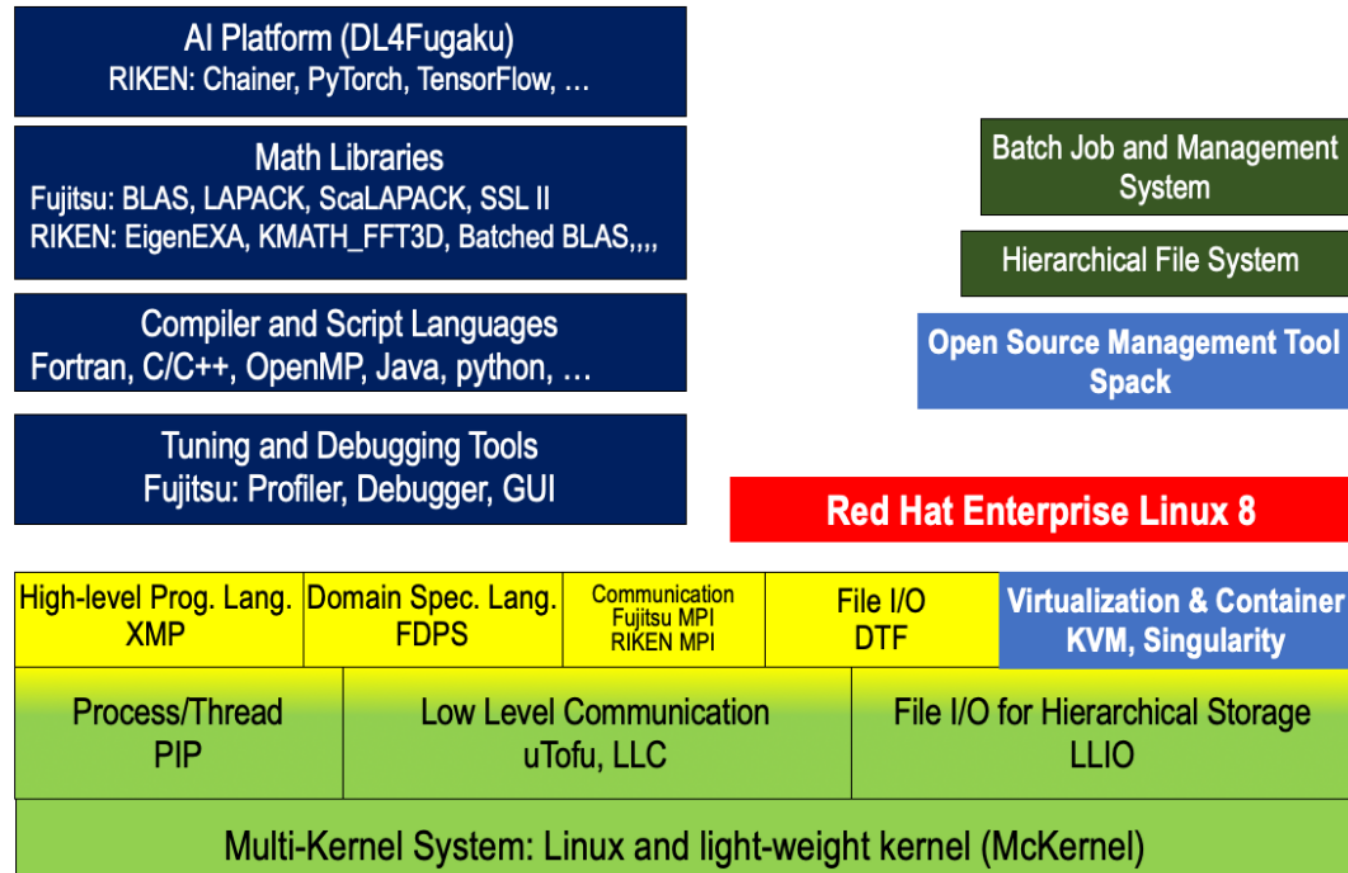 AI Platform (DL4Fugaku)
RIKEN: Chainer, PyTorch, TensorFlow, …
Math Libraries
Fujitsu: BLAS, LAPACK, ScaLAPACK, SSL II
RIKEN: EigenEXA, KMATH_FFT3D, Batched BLAS,,,,
Compiler and Script Languages
Fortran, C/C++, OpenMP, Java, python, …
Tuning and Debugging Tools
Fujitsu: Profiler, Debugger, GUI
Batch Job and Management
System
Hierarchical File System
Open Source Management Tool
Spack
Red Hat Enterprise Linux 8
High-level Prog. Lang.
XMP
Domain Spec. Lang.
FDPS
Communication
Fujitsu MPI
RIKEN MPI
File I/O
DTF
Virtualization & Container
KVM, Singularity
Process/Thread
PIP
Low Level Communication
uTofu, LLC
File I/O for Hierarchical Storage
LLIO
Multi-Kernel System: Linux and light-weight kernel (McKernel)